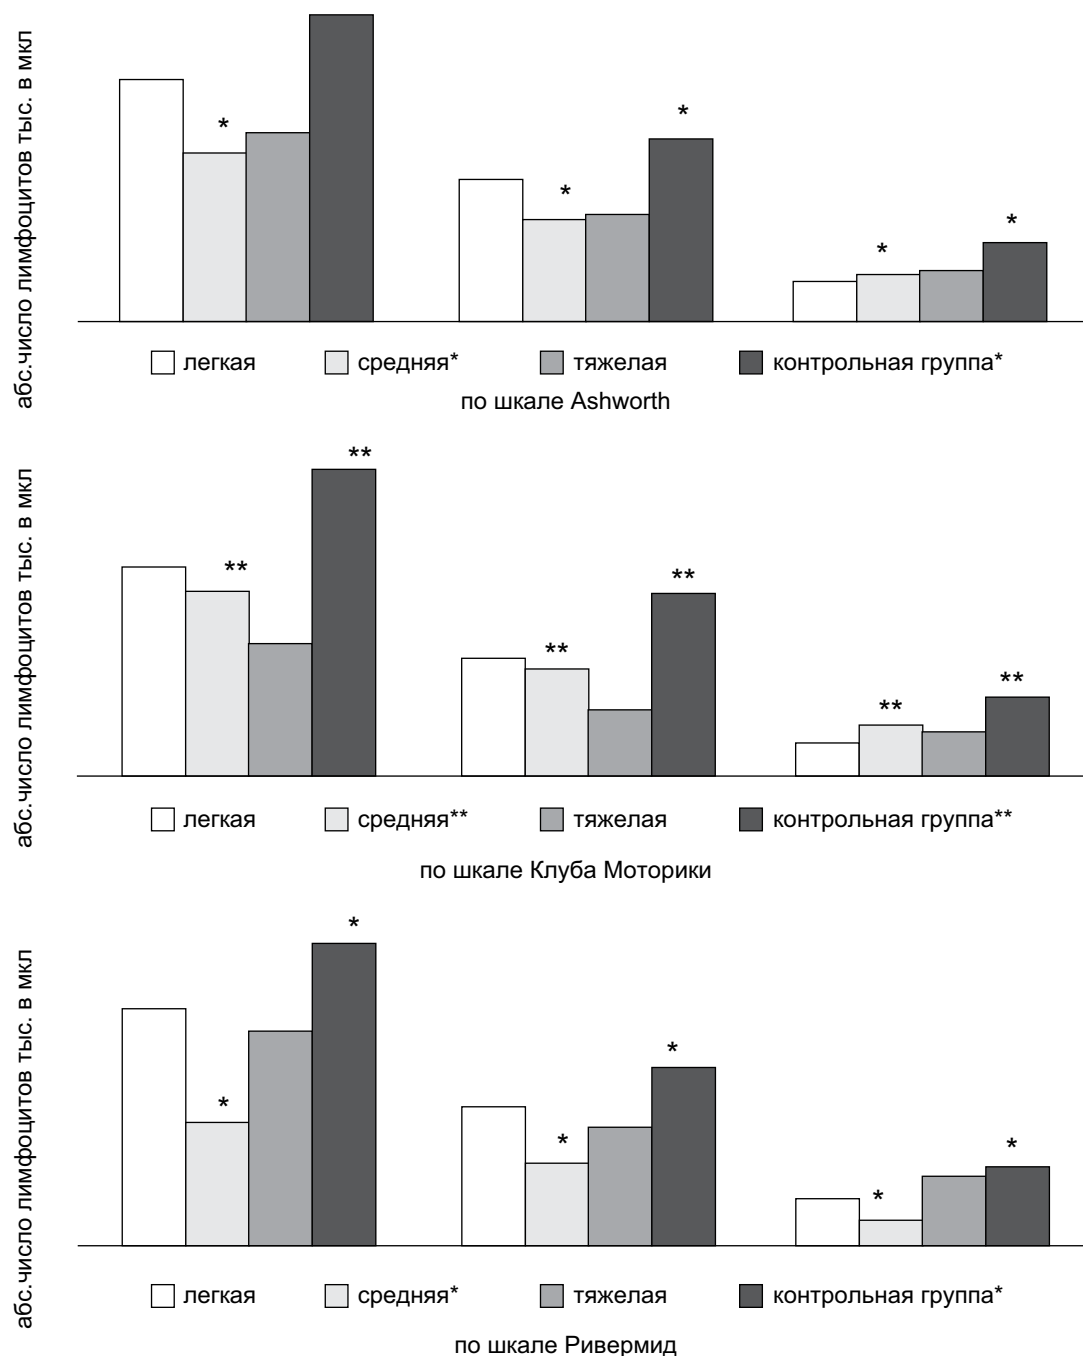 абс.число лимфоцитов тыс. в мкл
*
*
*
*
*
легкая средняя* тяжелая контрольная группа*
по шкале Ashworth
абс.число лимфоцитов тыс. в мкл
**
**
**
**
**
**
легкая средняя** тяжелая контрольная группа**
по шкале Клуба Моторики
абс.число лимфоцитов тыс. в мкл
*
*
*
*
*
*
легкая средняя* тяжелая контрольная группа*
по шкале Ривермид